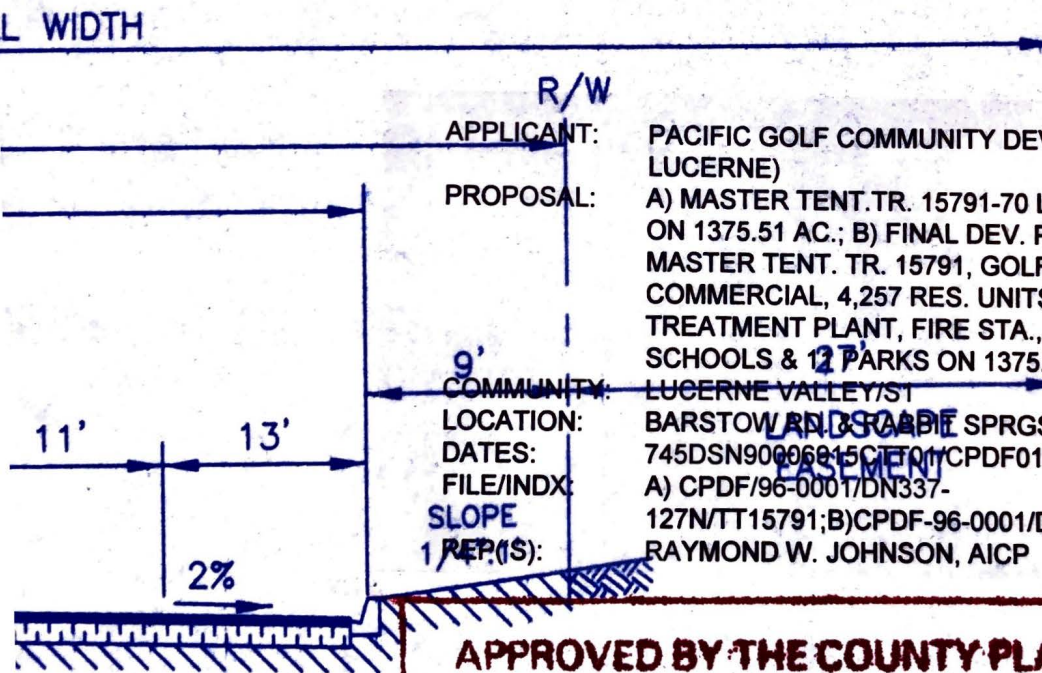 L WIDTH
R/W
APPLICANT: PACIFIC GOLF COMMUNITY DEV
LUCERNE)
PROPOSAL: A) MASTER TENT.TR. 15791-70 L
ON 1375.51 AC.; B) FINAL DEV. P
MASTER TENT. TR. 15791, GOLF
COMMERCIAL, 4,257 RES. UNITS
TREATMENT PLANT, FIRE STA.,
SCHOOLS & PARKS ON 1375.
9'
27'
COMMUNITY: LUCERNE VALLEY/S1
LOCATION: BARSTOW RD. & RABBIT SPRGS
LANDSCAPE
EASEMENT
11'
13'
DATES:
FILE/INDX: A) CPDF/96-0001/DN337-
127N/TT15791;B)CPDF-96-0001/D
SLOPE
REP(S): RAYMOND W. JOHNSON, AICP
2%
APPROVED BY THE COUNTY PLA